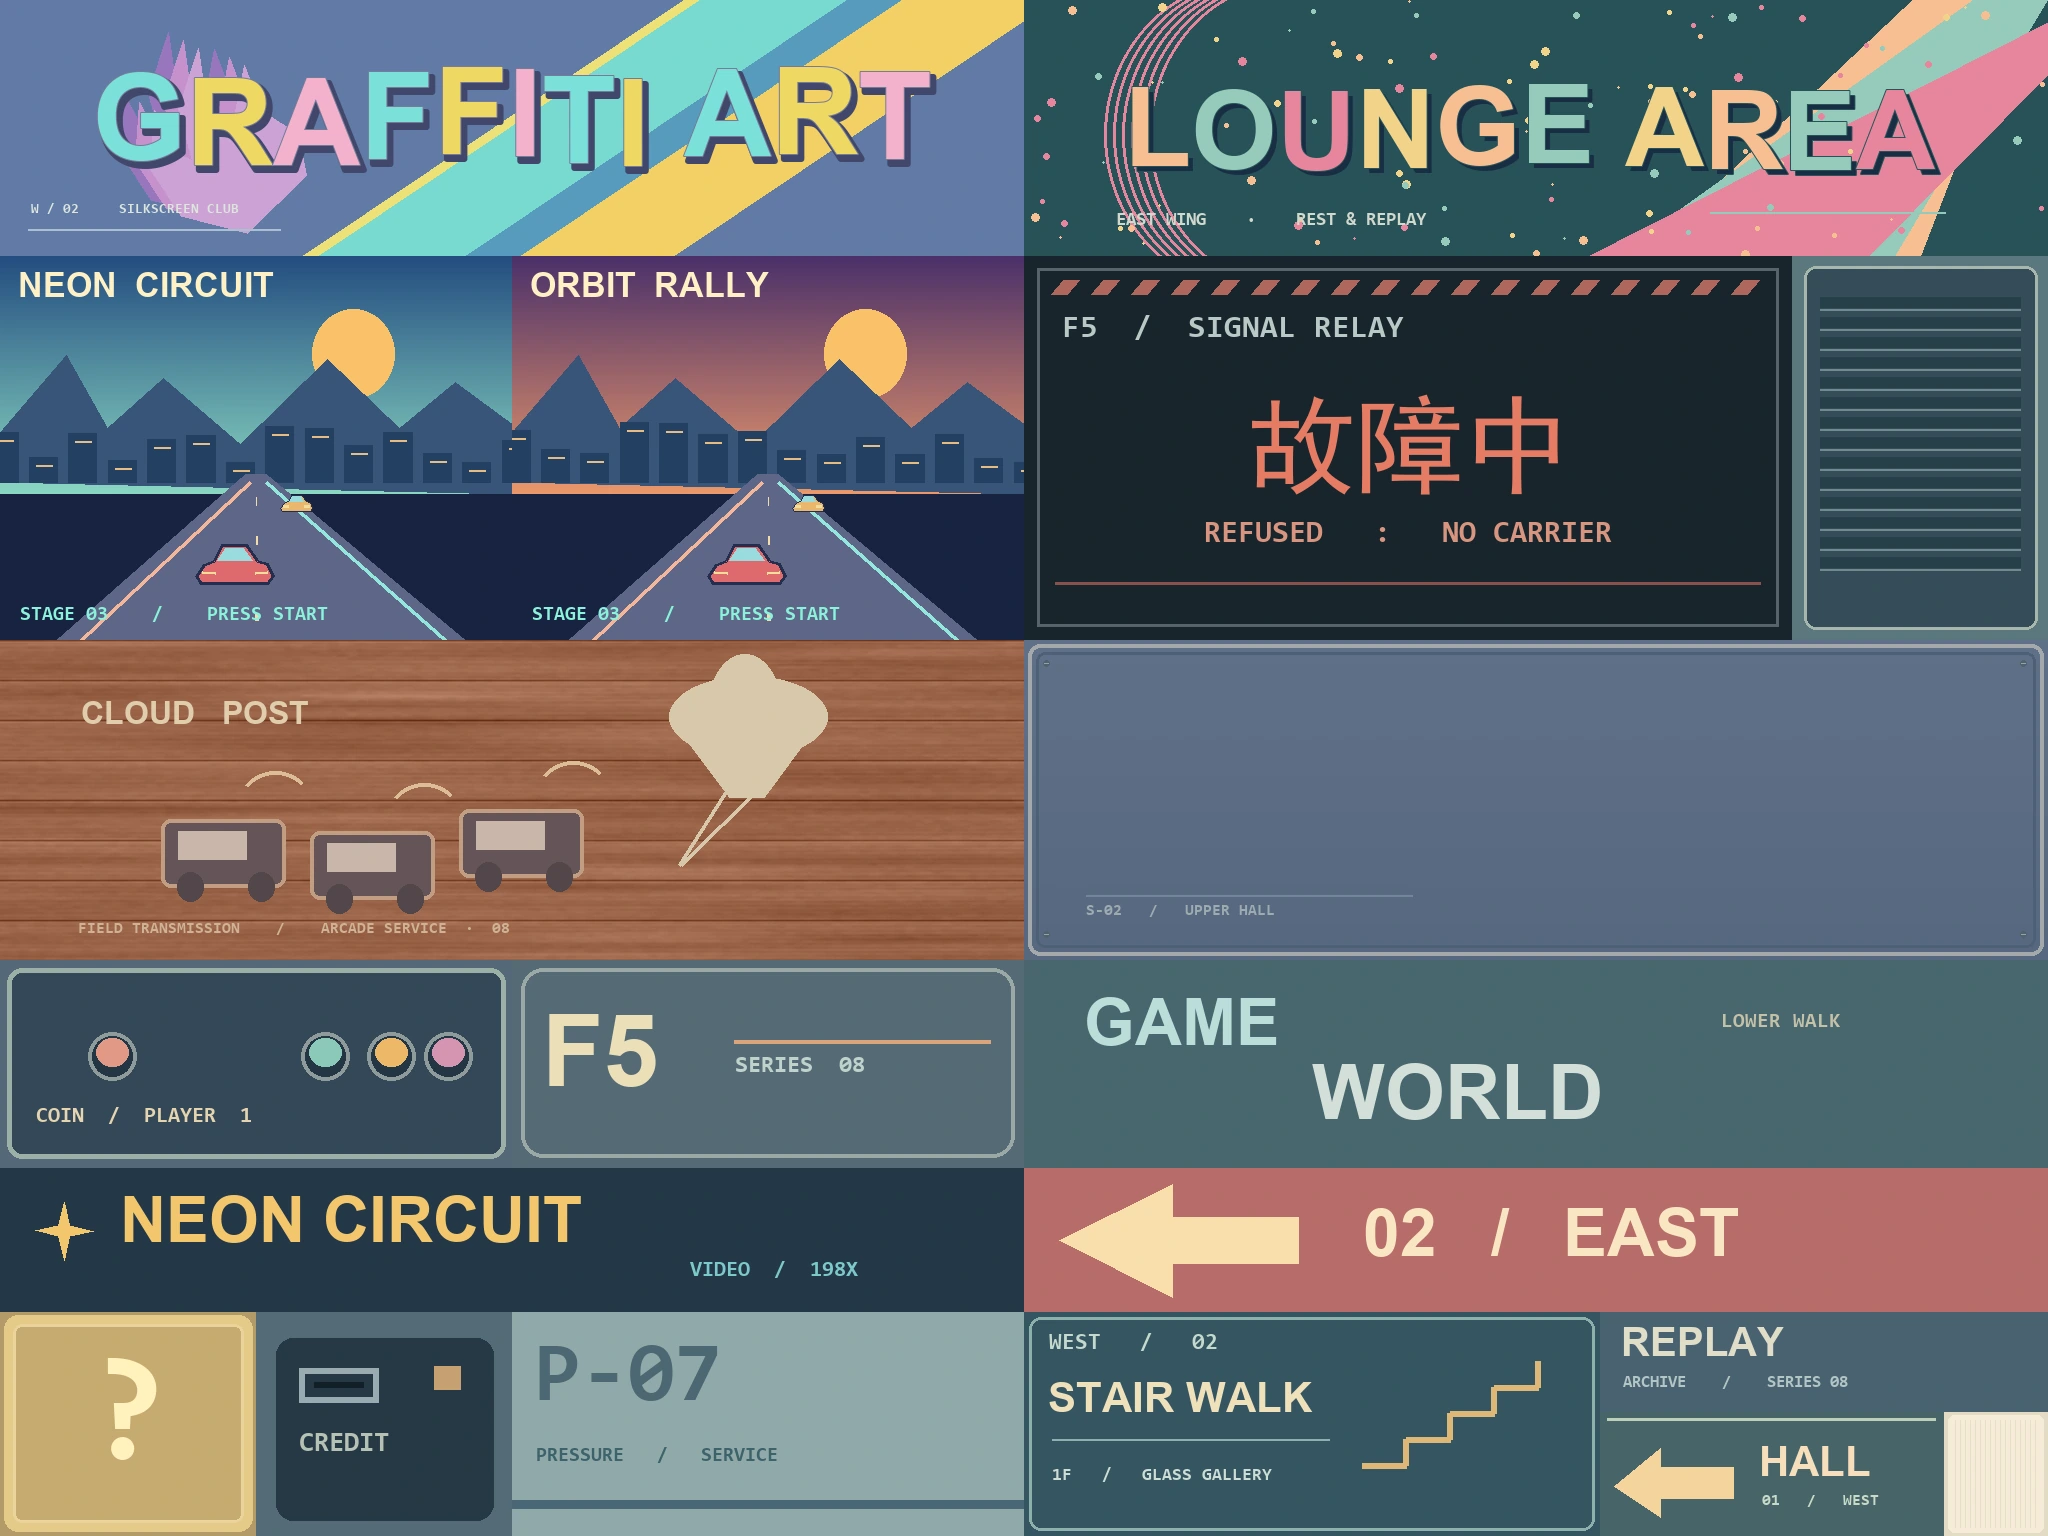 GRAFFITI ART
W / 02 SILKSCREEN CLUB
LOUNGE AREA
EAST WING · REST & REPLAY
NEON CIRCUIT
STAGE 03 / PRESS START
ORBIT RALLY
STAGE 03 / PRESS START
F5 / SIGNAL RELAY
故障中
REFUSED : NO CARRIER
CLOUD POST
FIELD TRANSMISSION / ARCADE SERVICE · 08
S-02 / UPPER HALL
COIN / PLAYER 1
F5
SERIES 08
GAME
WORLD
LOWER WALK
NEON CIRCUIT
VIDEO / 198X
02 / EAST
?
CREDIT
P-07
PRESSURE / SERVICE
WEST / 02
STAIR WALK
1F / GLASS GALLERY
REPLAY
ARCHIVE / SERIES 08
HALL
01 / WEST